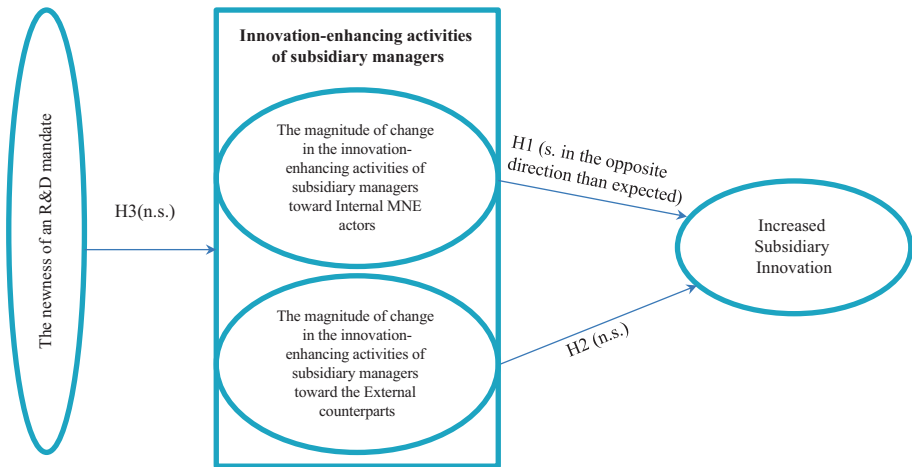 The newness of an R&D mandate
H3(n.s.)
Innovation-enhancing activities
of subsidiary managers
The magnitude of change
in the innovation-
enhancing activities of
subsidiary managers
toward Internal MNE
actors
The magnitude of change
in the innovation-
enhancing activities of
subsidiary managers
toward the External
counterparts
H1 (s. in the opposite
direction than expected)
H2 (n.s.)
Increased
Subsidiary
Innovation